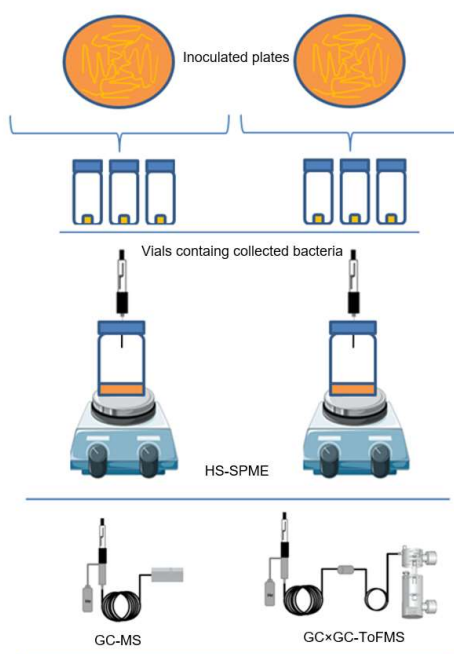 Inoculated plates
Vials containg collected bacteria
HS-SPME
GC-MS
GC×GC-ToFMS